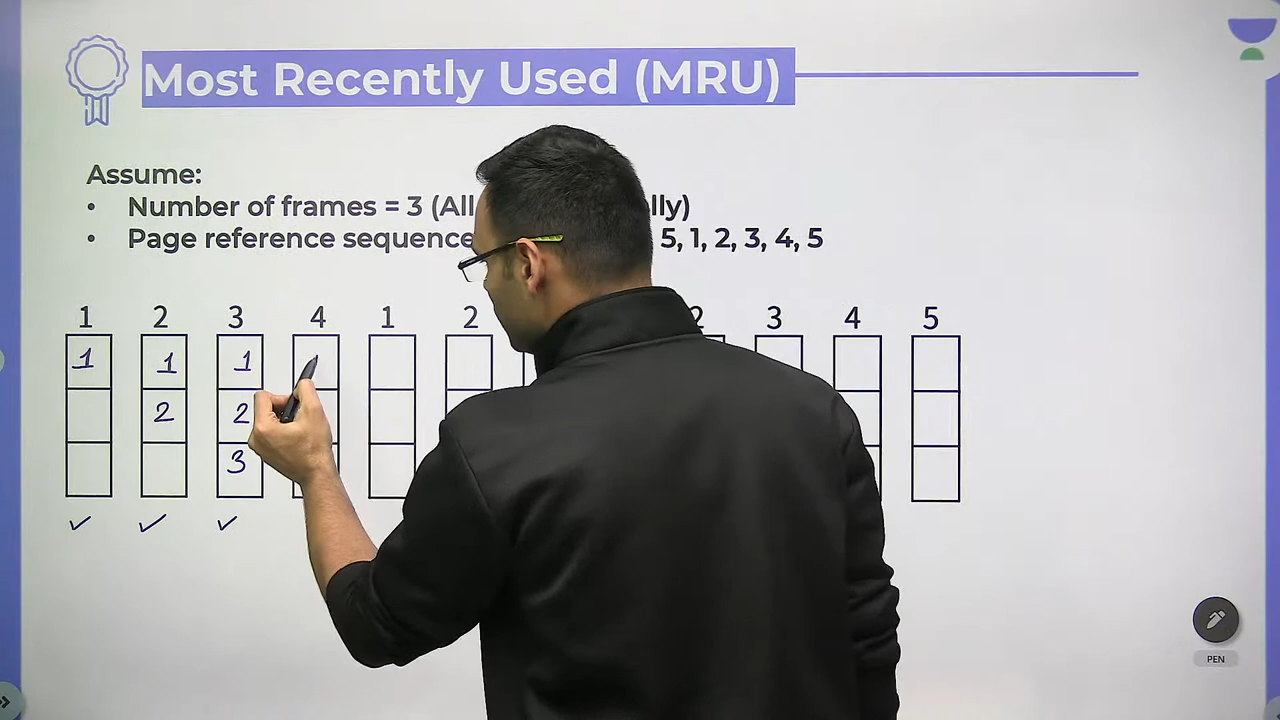 Most Recently Used (MRU)
Assume:
• Number of frames = 3 (All lly)
• Page reference sequence 5, 1, 2, 3, 4, 5
1 2 3 4 1 2 2 3 4 5
1 1 1
2 2
3
PEN